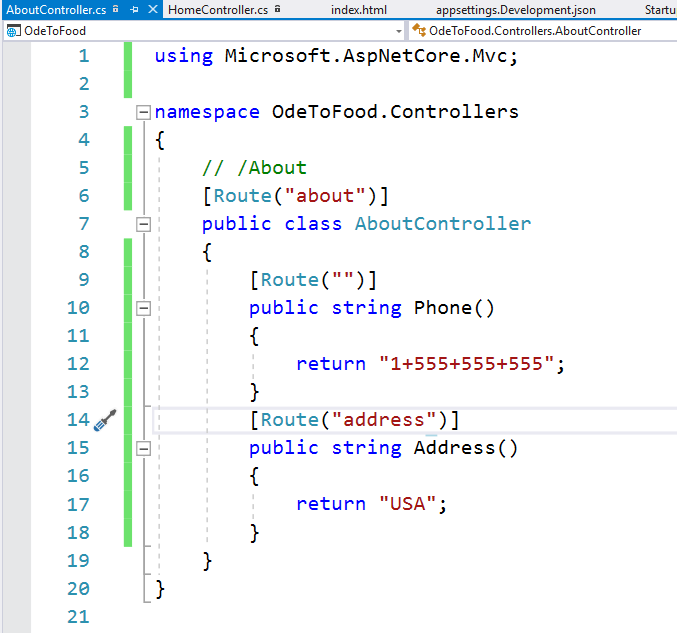 AboutController.cs HomeController.cs index.html appsettings.Development.json Startu
OdeToFood OdeToFood.Controllers.AboutController
1 using Microsoft.AspNetCore.Mvc;
2
3 namespace OdeToFood.Controllers
4 {
5 // /About
6 [Route("about")]
7 public class AboutController
8 {
9 [Route("")]
10 public string Phone()
11 {
12 return "1+555+555+555";
13 }
14 [Route("address")]
15 public string Address()
16 {
17 return "USA";
18 }
19 }
20 }
21